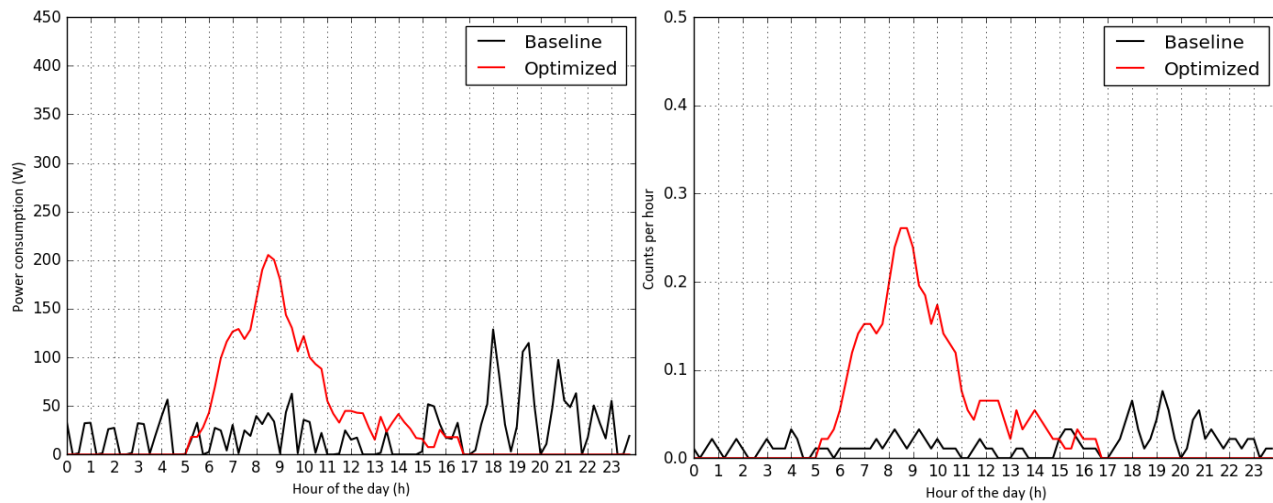 450
400
350
300
250
200
150
100
50
0
Power consumption (W)
Baseline
Optimized
0 1 2 3 4 5 6 7 8 9 10 11 12 13 14 15 16 17 18 19 20 21 22 23
Hour of the day (h)
0.5
0.4
0.3
0.2
0.1
0.0
Counts per hour
Baseline
Optimized
0 1 2 3 4 5 6 7 8 9 10 11 12 13 14 15 16 17 18 19 20 21 22 23
Hour of the day (h)